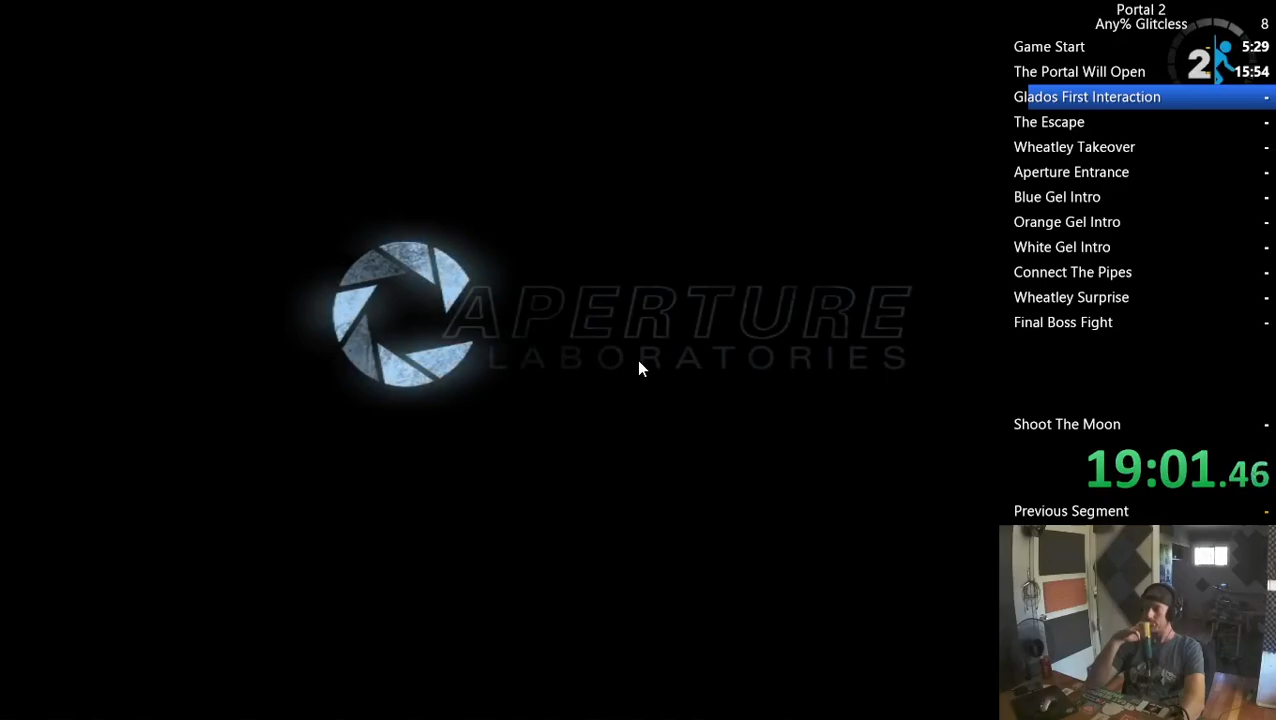 Portal 2
Any% Glitcless 8
Game Start 5:29
2
The Portal Will Open 15:54
Glados First Interaction -
The Escape -
Wheatley Takeover -
Aperture Entrance -
Blue Gel Intro -
Orange Gel Intro -
White Gel Intro -
Connect The Pipes -
Wheatley Surprise -
Final Boss Fight -
APERTURE
LABORATORIES
Shoot The Moon -
19:01.46
Previous Segment -